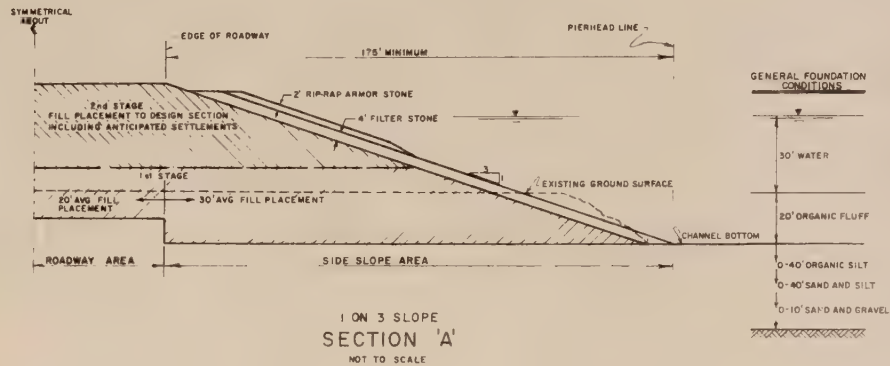 SYMMETRICAL
ABOUT
EDGE OF ROADWAY
PIERHEAD LINE
175' MINIMUM
GENERAL FOUNDATION
CONDITIONS
2' RIP-RAP ARMOR STONE
4' FILTER STONE
2nd STAGE
FILL PLACEMENT TO DESIGN SECTION
INCLUDING ANTICIPATED SETTLEMENTS
30' WATER
3
1
1st STAGE
EXISTING GROUND SURFACE
20' AVG FILL
PLACEMENT
30' AVG FILL PLACEMENT
20' ORGANIC FLUFF
CHANNEL BOTTOM
ROADWAY AREA
SIDE SLOPE AREA
0-40' ORGANIC SILT
0-40' SAND AND SILT
0-10' SAND AND GRAVEL
1 ON 3 SLOPE
SECTION 'A'
NOT TO SCALE